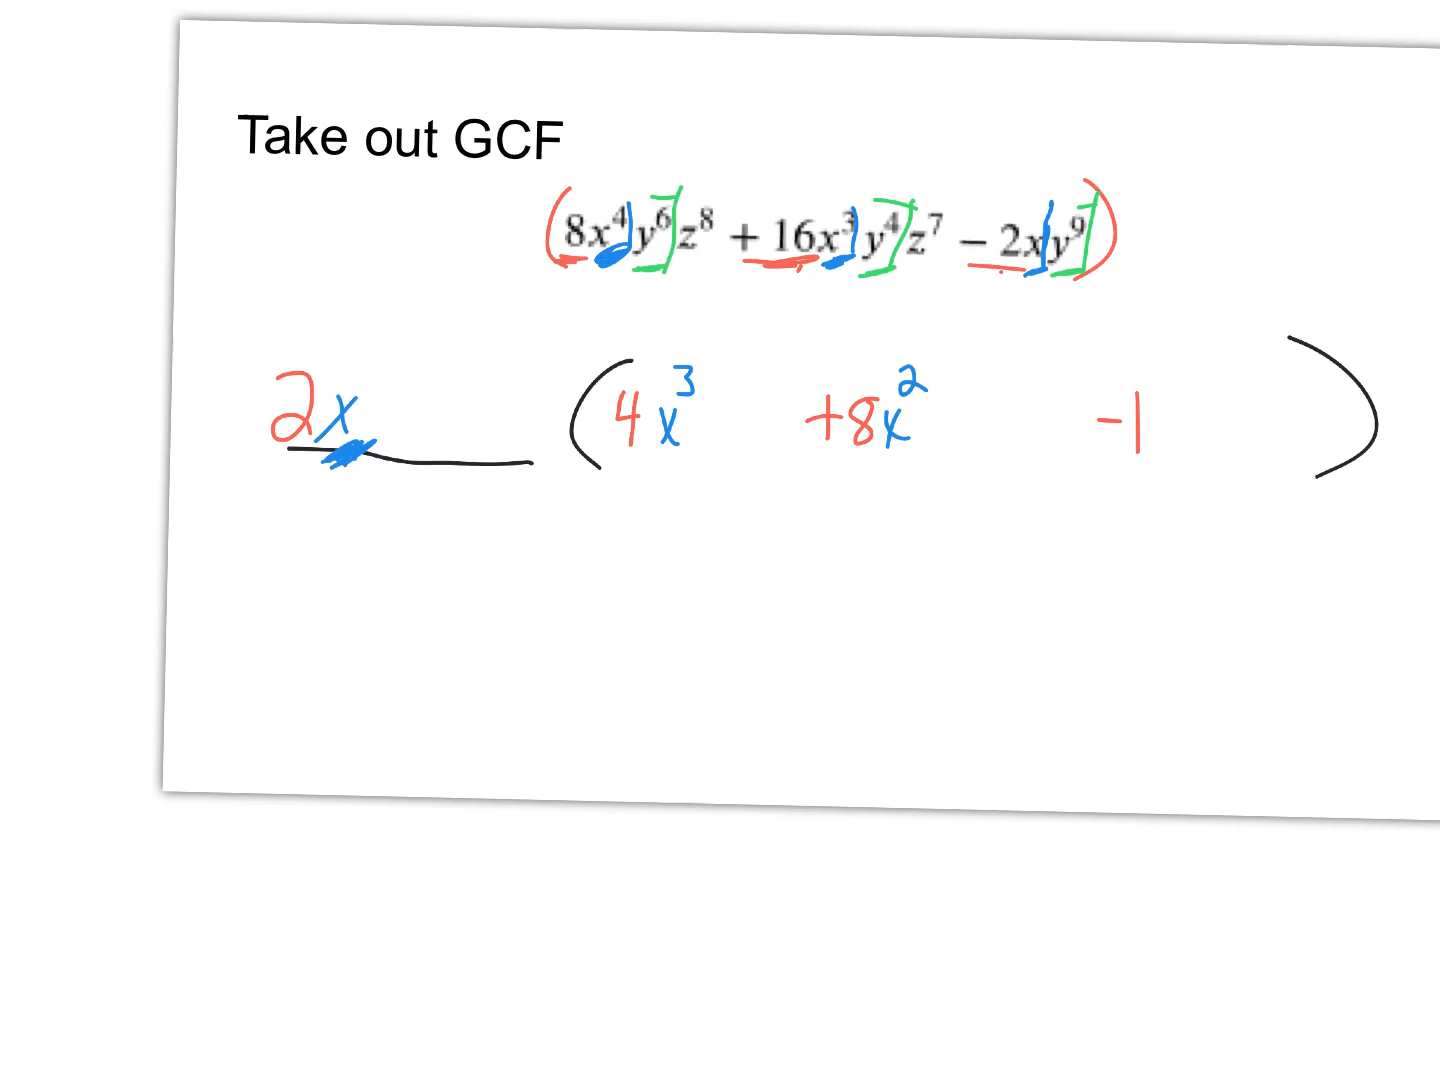 Take out GCF
(8x⁴y⁶z⁸ + 16x³y⁴z⁷ − 2xy⁹)
2x (4x³ +8x² -1 )